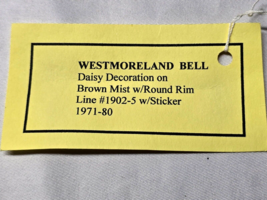 WESTMORELAND BELL
Daisy Decoration on
Brown Mist w/Round Rim
Line #1902-5 w/Sticker
1971-80